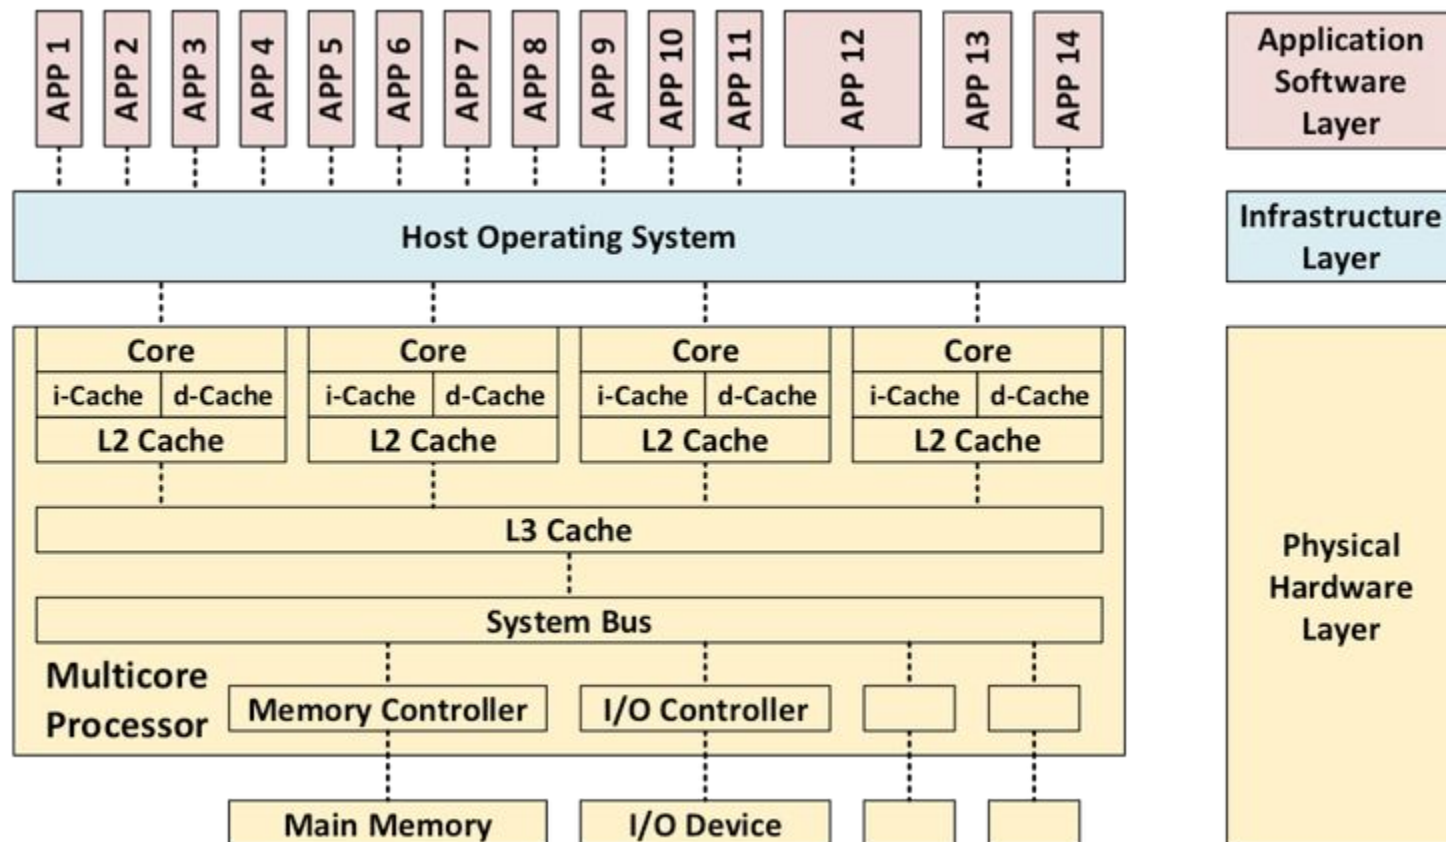 APP 1
APP 2
APP 3
APP 4
APP 5
APP 6
APP 7
APP 8
APP 9
APP 10
APP 11
APP 12
APP 13
APP 14
Application
Software
Layer
Host Operating System
Infrastructure
Layer
Core
Core
Core
Core
i-Cache d-Cache
i-Cache d-Cache
i-Cache d-Cache
i-Cache d-Cache
L2 Cache
L2 Cache
L2 Cache
L2 Cache
L3 Cache
System Bus
Multicore
Processor
Memory Controller
I/O Controller
Main Memory
I/O Device
Physical
Hardware
Layer